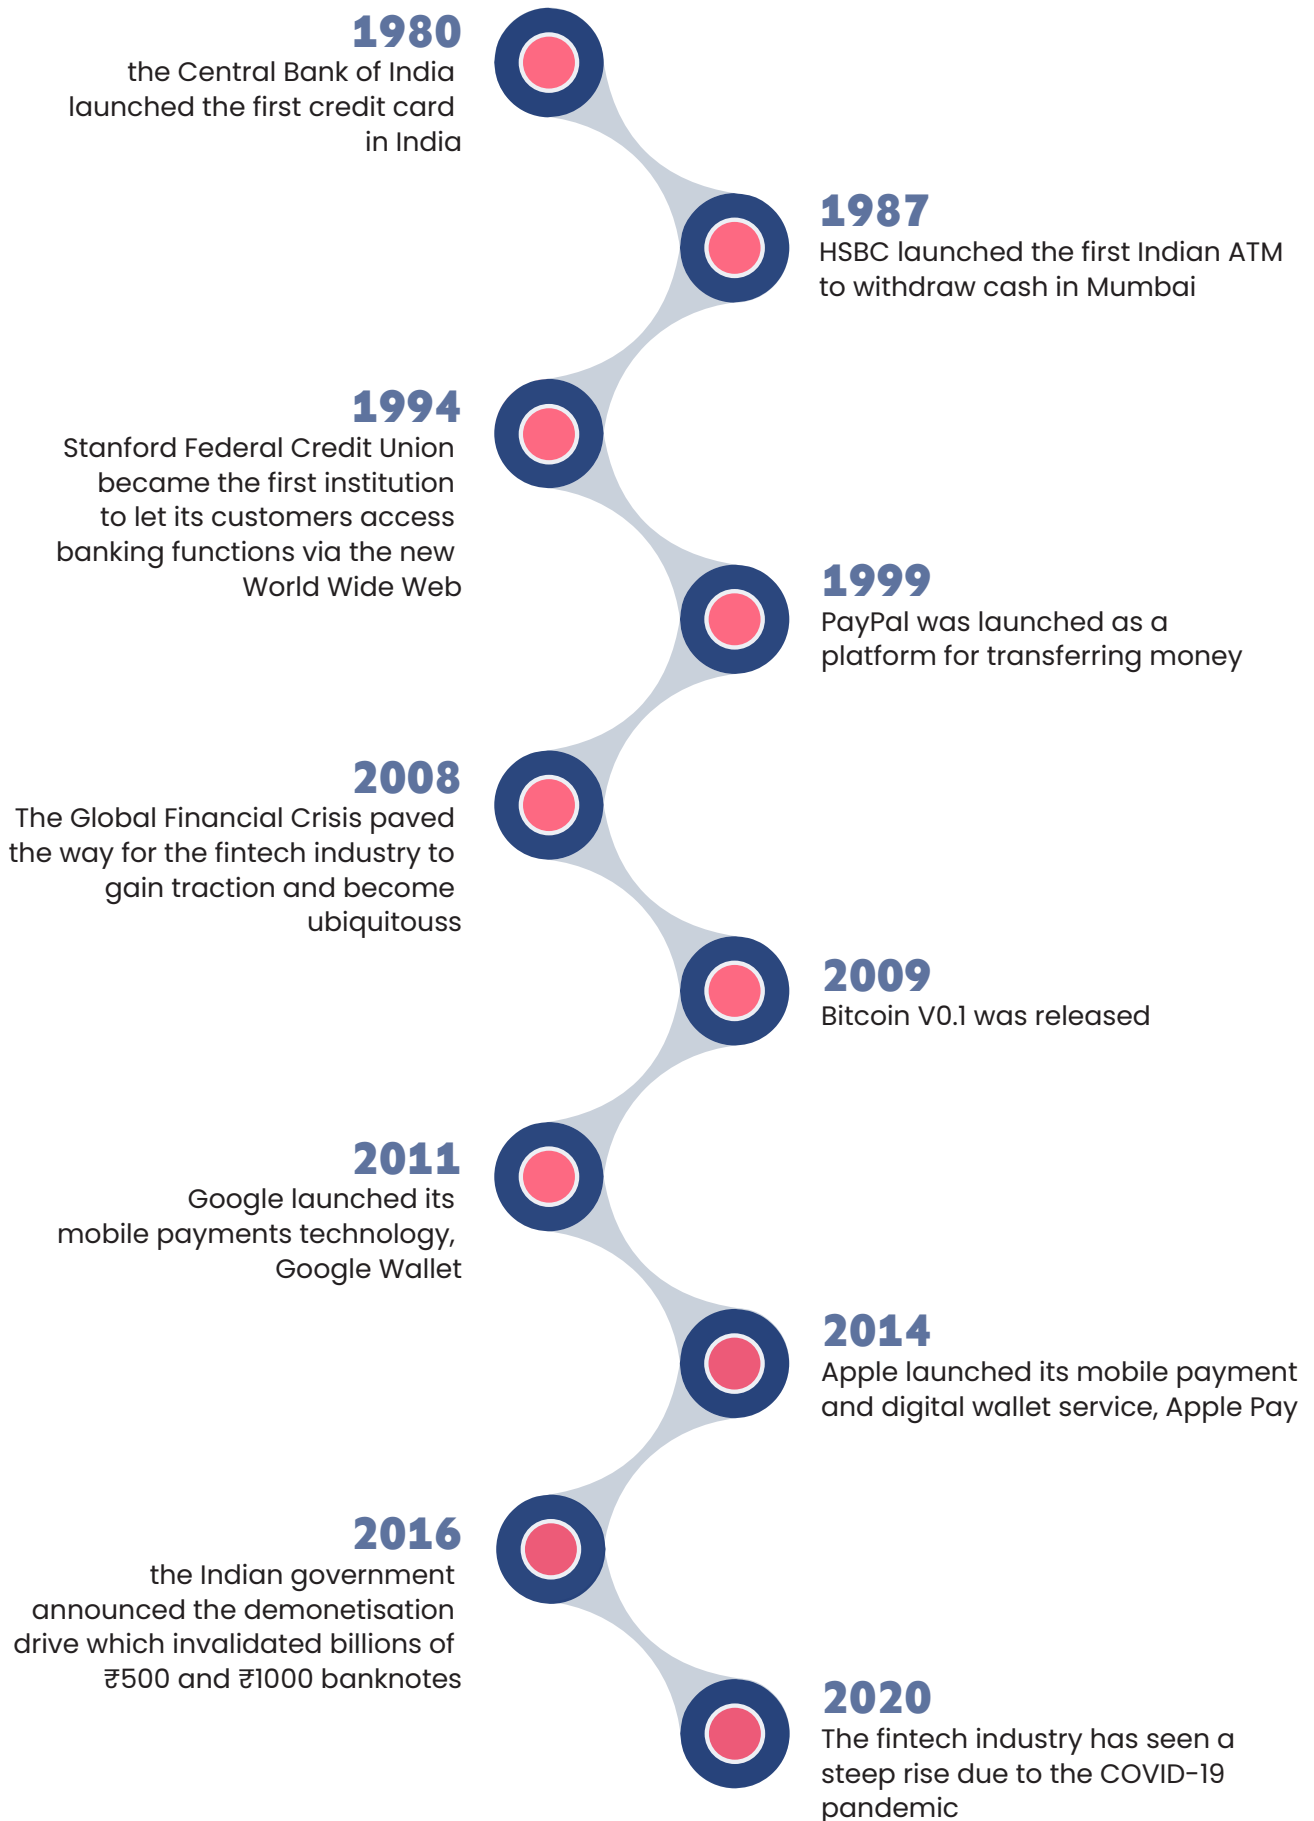 1980
the Central Bank of India
launched the first credit card
in India
1987
HSBC launched the first Indian ATM
to withdraw cash in Mumbai
1994
Stanford Federal Credit Union
became the first institution
to let its customers access
banking functions via the new
World Wide Web
1999
PayPal was launched as a
platform for transferring money
2008
The Global Financial Crisis paved
the way for the fintech industry to
gain traction and become
ubiquitouss
2009
Bitcoin V0.1 was released
2011
Google launched its
mobile payments technology,
Google Wallet
2014
Apple launched its mobile payment
and digital wallet service, Apple Pay
2016
the Indian government
announced the demonetisation
drive which invalidated billions of
₹500 and ₹1000 banknotes
2020
The fintech industry has seen a
steep rise due to the COVID-19
pandemic